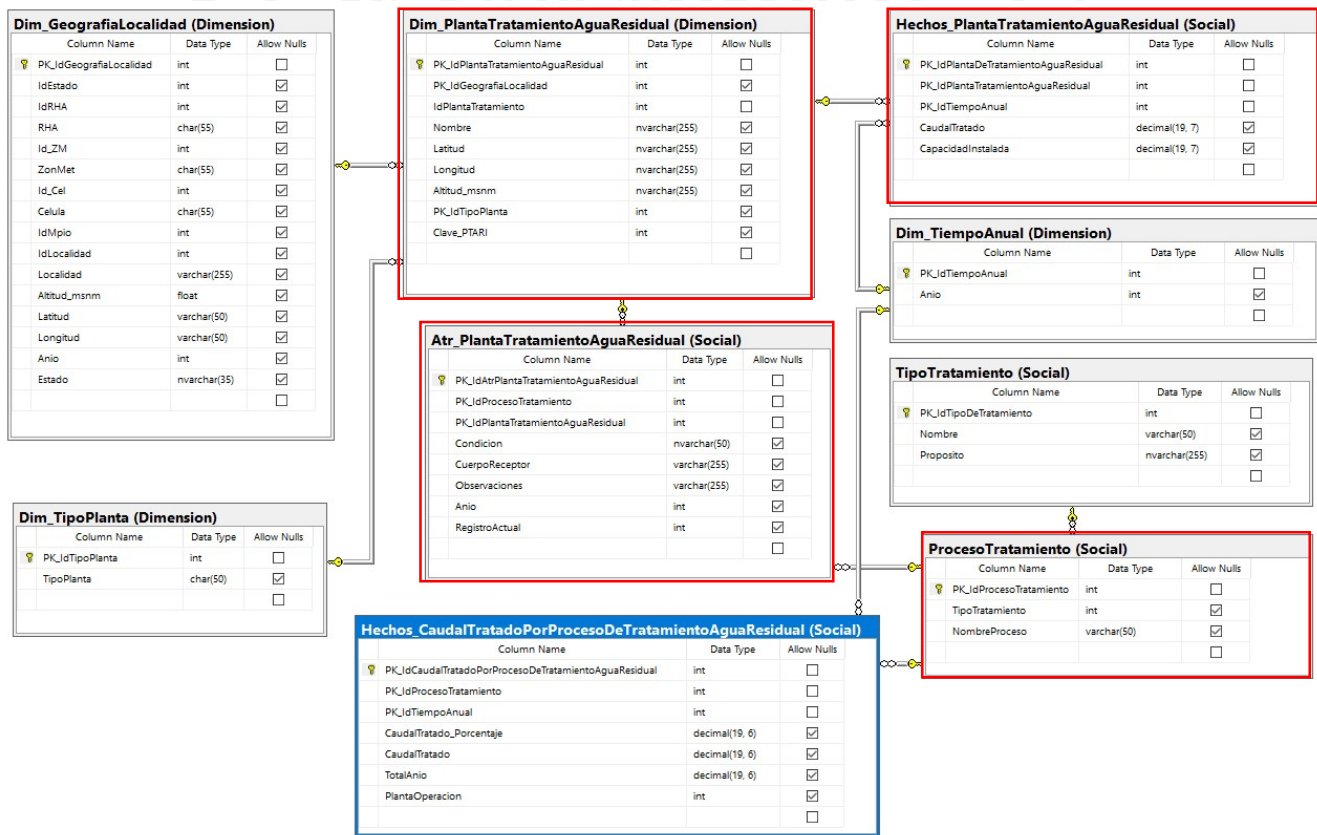 Dim_GeografiaLocalidad (Dimension)
Column Name Data Type Allow Nulls
PK_IdGeografiaLocalidad int
IdEstado int
IdRHA int
RHA char(55)
Id_ZM int
ZonMet char(55)
Id_Cel int
Celula char(55)
IdMpio int
IdLocalidad int
Localidad varchar(255)
Altitud_msnm float
Latitud varchar(50)
Longitud varchar(50)
Anio int
Estado nvarchar(35)
Dim_PlantaTratamientoAguaResidual (Dimension)
Column Name Data Type Allow Nulls
PK_IdPlantaTratamientoAguaResidual int
PK_IdGeografiaLocalidad int
IdPlantaTratamiento int
Nombre nvarchar(255)
Latitud nvarchar(255)
Longitud nvarchar(255)
Altitud_msnm nvarchar(255)
PK_IdTipoPlanta int
Clave_PTARI int
Hechos_PlantaTratamientoAguaResidual (Social)
Column Name Data Type Allow Nulls
PK_IdPlantaDeTratamientoAguaResidual int
PK_IdPlantaTratamientoAguaResidual int
PK_IdTiempoAnual int
CaudalTratado decimal(19, 7)
CapacidadInstalada decimal(19, 7)
Dim_TiempoAnual (Dimension)
Column Name Data Type Allow Nulls
PK_IdTiempoAnual int
Anio int
Atr_PlantaTratamientoAguaResidual (Social)
Column Name Data Type Allow Nulls
PK_IdAtrPlantaTratamientoAguaResidual int
PK_IdProcesoTratamiento int
PK_IdPlantaTratamientoAguaResidual int
Condicion nvarchar(50)
CuerpoReceptor varchar(255)
Observaciones varchar(255)
Anio int
RegistroActual int
TipoTratamiento (Social)
Column Name Data Type Allow Nulls
PK_IdTipoDeTratamiento int
Nombre varchar(50)
Proposito nvarchar(255)
Dim_TipoPlanta (Dimension)
Column Name Data Type Allow Nulls
PK_IdTipoPlanta int
TipoPlanta char(50)
ProcesoTratamiento (Social)
Column Name Data Type Allow Nulls
PK_IdProcesoTratamiento int
TipoTratamiento int
NombreProceso varchar(50)
Hechos_CaudalTratadoPorProcesoDeTratamientoAguaResidual (Social)
Column Name Data Type Allow Nulls
PK_IdCaudalTratadoPorProcesoDeTratamientoAguaResidual int
PK_IdProcesoTratamiento int
PK_IdTiempoAnual int
CaudalTratado_Porcentaje decimal(19, 6)
CaudalTratado decimal(19, 6)
TotalAnio decimal(19, 6)
PlantaOperacion int